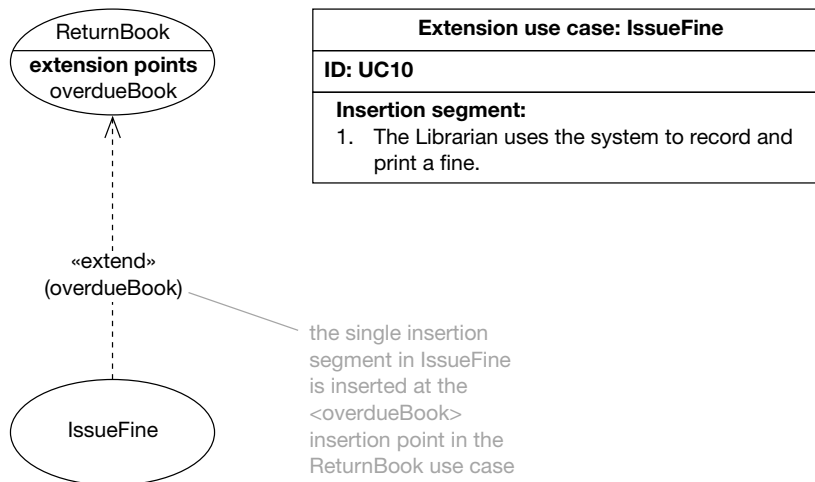 ReturnBook
extension points
overdueBook
«extend»
(overdueBook)
IssueFine
Extension use case: IssueFine
ID: UC10
Insertion segment:
1. The Librarian uses the system to record and
print a fine.
the single insertion
segment in IssueFine
is inserted at the
<overdueBook>
insertion point in the
ReturnBook use case